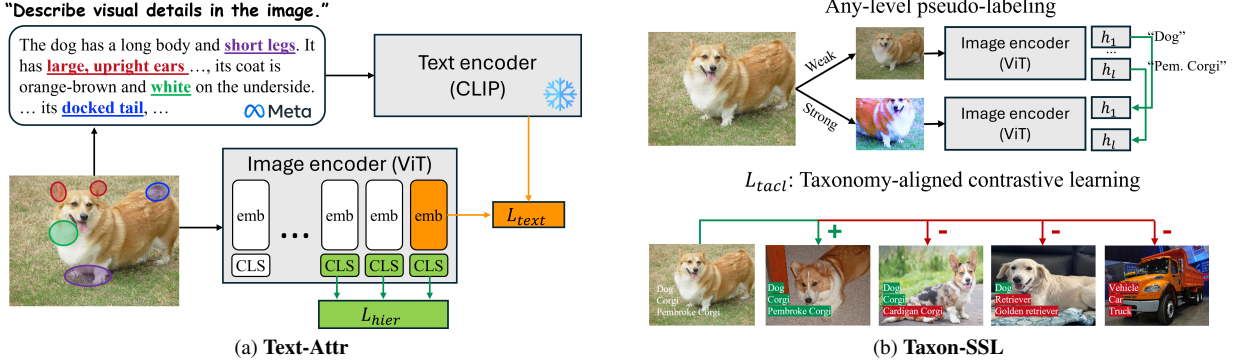 “Describe visual details in the image.”
The dog has a long body and short legs. It
has large, upright ears ..., its coat is
orange-brown and white on the underside.
... its docked tail, ...
Meta
Text encoder
(CLIP)
Image encoder (ViT)
emb
...
emb
emb
emb
CLS
CLS
CLS
CLS
L_text
L_hier
(a) Text-Attr
Any-level pseudo-labeling
Weak
Strong
Image encoder
(ViT)
h_1
...
h_l
“Dog”
“Pem. Corgi”
Image encoder
(ViT)
h_1
h_l
L_tacl: Taxonomy-aligned contrastive learning
+
-
-
-
Dog
Corgi
Pembroke Corgi
Dog
Corgi
Pembroke Corgi
Dog
Corgi
Cardigan Corgi
Dog
Retriever
Golden retriever
Vehicle
Car
Truck
(b) Taxon-SSL